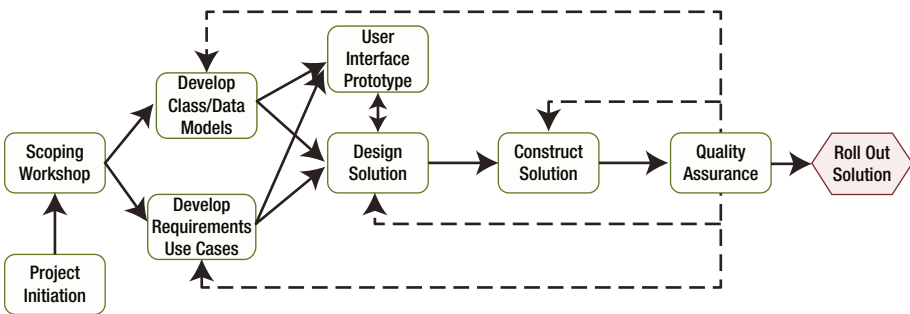 User
Interface
Prototype
Develop
Class/Data
Models
Scoping
Workshop
Design
Solution
Construct
Solution
Quality
Assurance
Roll Out
Solution
Develop
Requirements
Use Cases
Project
Initiation